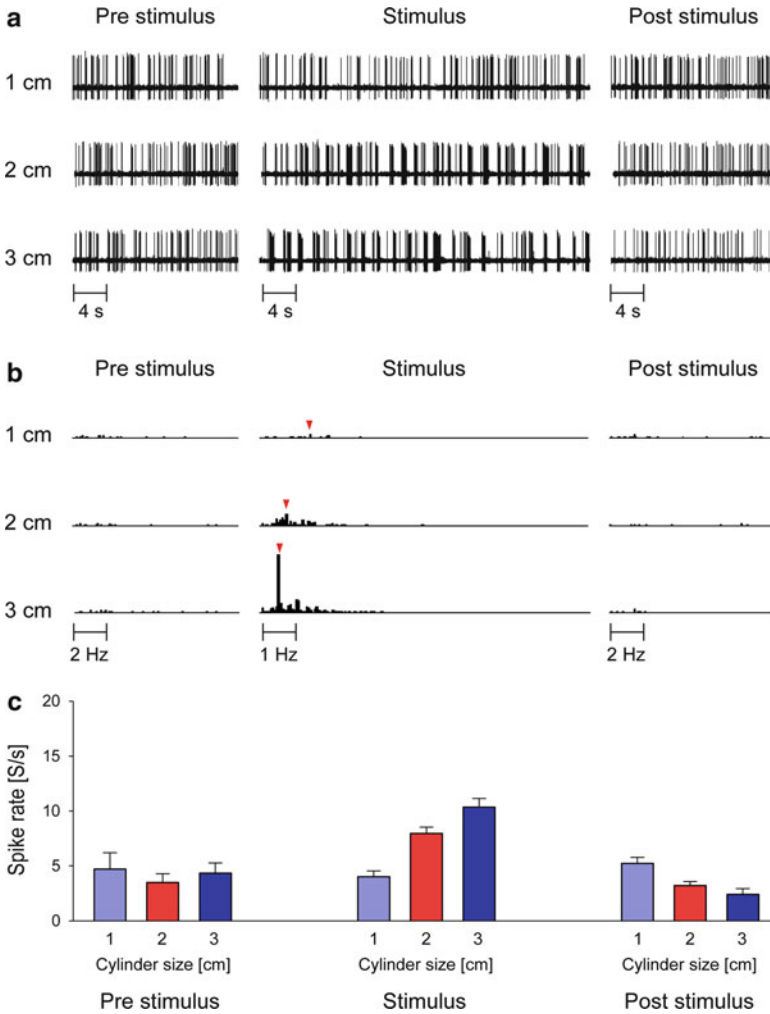 a Pre stimulus Stimulus Post stimulus
1 cm
2 cm
3 cm
4 s 4 s 4 s
b Pre stimulus Stimulus Post stimulus
1 cm
2 cm
3 cm
2 Hz 1 Hz 2 Hz
c
Spike rate [S/s]
20
15
10
5
0
1 2 3 1 2 3 1 2 3
Cylinder size [cm] Cylinder size [cm] Cylinder size [cm]
Pre stimulus Stimulus Post stimulus